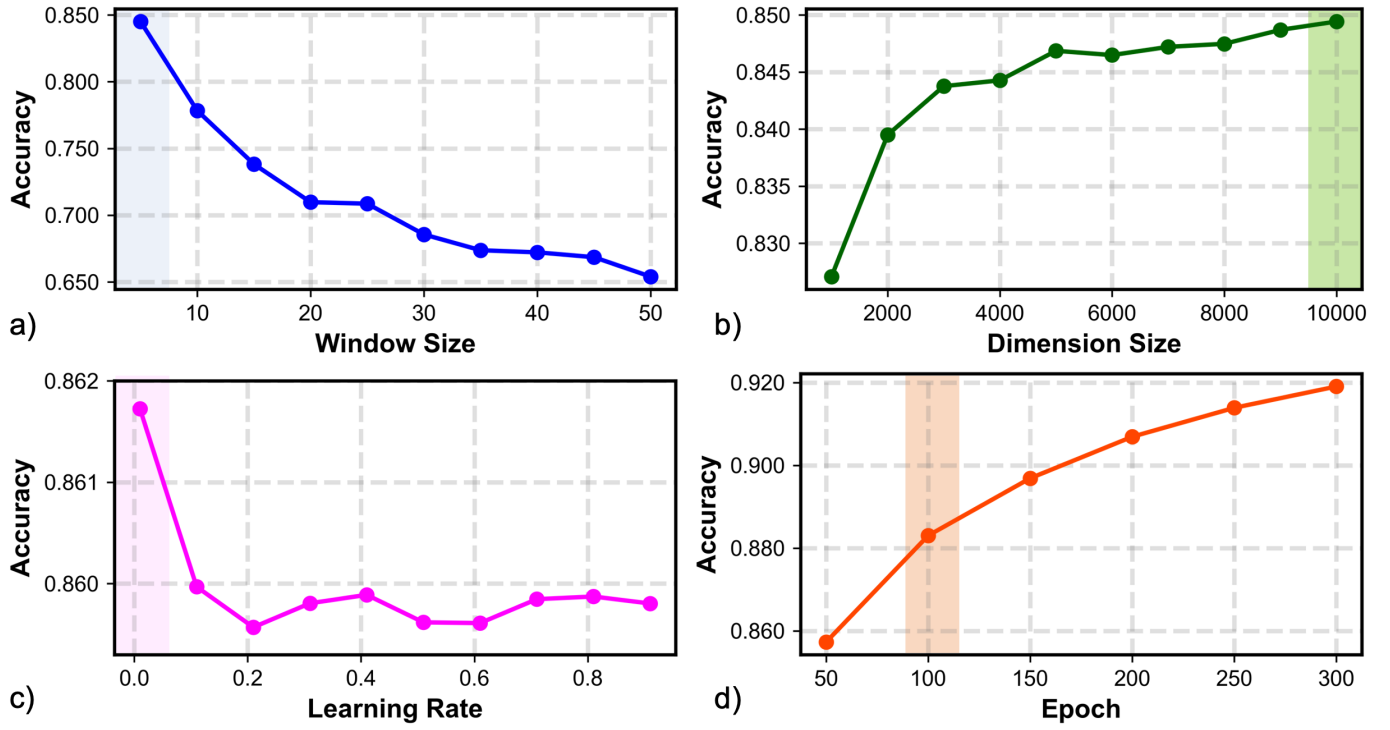 0.850
0.800
0.750
0.700
0.650
Accuracy
10 20 30 40 50
a)
Window Size
0.850
0.845
0.840
0.835
0.830
Accuracy
2000 4000 6000 8000 10000
b)
Dimension Size
0.862
0.861
0.860
Accuracy
0.0 0.2 0.4 0.6 0.8
c)
Learning Rate
0.920
0.900
0.880
0.860
Accuracy
50 100 150 200 250 300
d)
Epoch